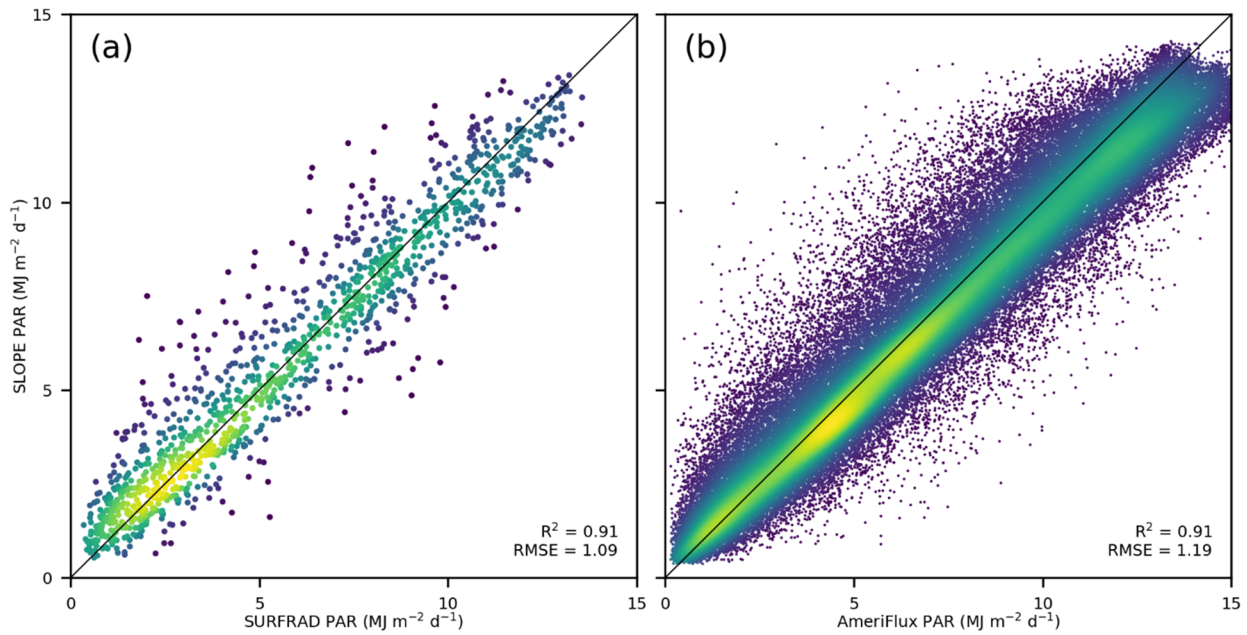 (a)
15
10
5
0
SLOPE PAR (MJ m⁻² d⁻¹)
R² = 0.91
RMSE = 1.09
0 5 10 15
SURFRAD PAR (MJ m⁻² d⁻¹)
(b)
R² = 0.91
RMSE = 1.19
0 5 10 15
AmeriFlux PAR (MJ m⁻² d⁻¹)